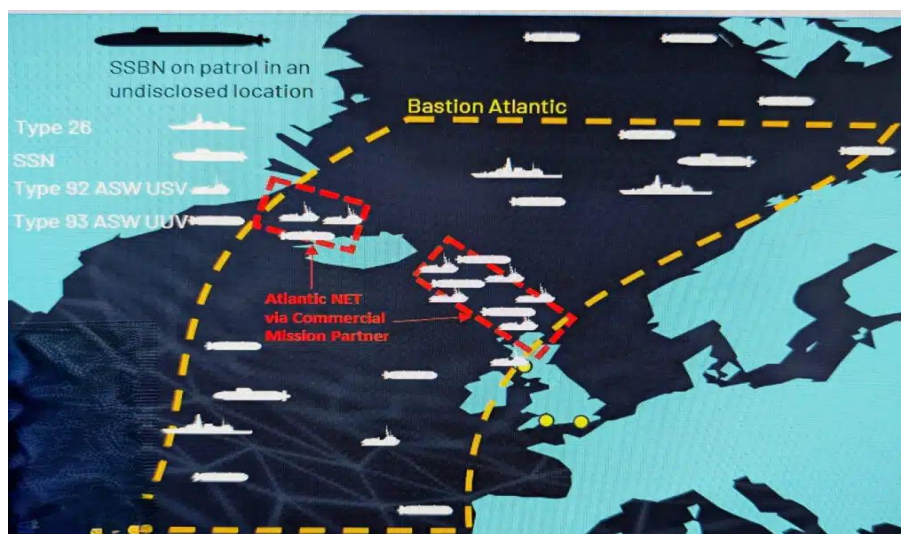 SSBN on patrol in an
undisclosed location
Bastion Atlantic
Type 26
SSN
Type 92 ASW USV
Type 93 ASW UUV
Atlantic NET
via Commercial
Mission Partner